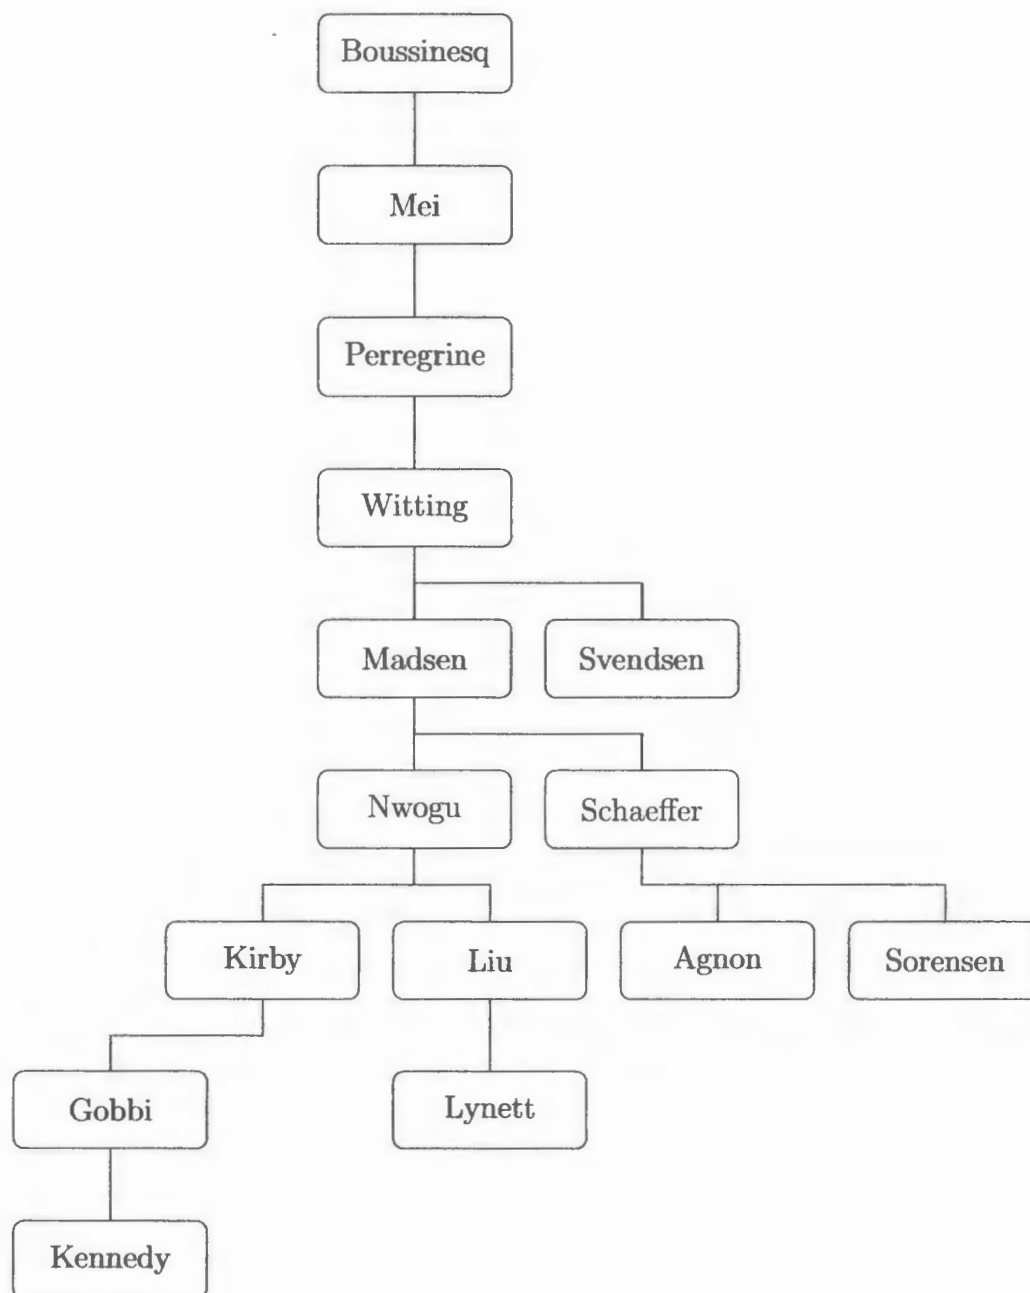 Boussinesq
Mei
Perregrine
Witting
Madsen
Svendsen
Nwogu
Schaeffer
Kirby
Liu
Agnon
Sorensen
Gobbi
Lynett
Kennedy